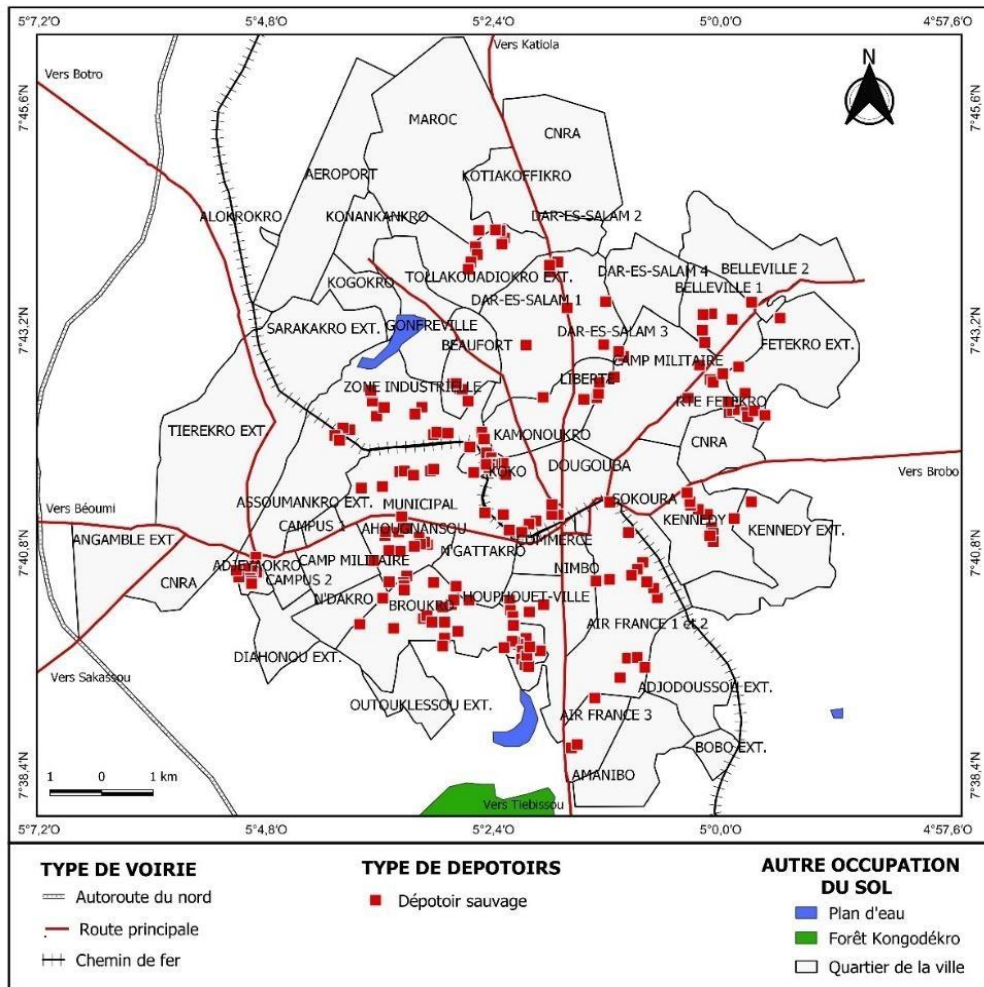 5°7,2'O 5°4,8'O 5°2,4'O 5°0,0'O 4°57,6'O
Vers Katiola
Vers Botro
N
7°45,6'N 7°45,6'N
MAROC
CNRA
AEROPORT
KOTIAKOFFIKRO
ALOKROKRO
KONANKANKRO
DAR-ES-SALAM 2
KOGOKRO
TOLLAKOUADIOKRO EXT.
DAR-ES-SALAM 4
BELLEVILLE 2
BELLEVILLE 1
DAR-ES-SALAM 1
7°43,2'N 7°43,2'N
SARAKAKRO EXT.
GONFREVILLE
BEAUFORT
DAR-ES-SALAM 3
FETEKRO EXT.
CAMP MILITAIRE
ZONE INDUSTRIELLE
LIBERTE
RTE FETEKRO
TIEREKRO EXT.
KAMONOUKRO
CNRA
KOKO
DOUGOUBA
Vers Brobo
ASSOUMANKRO EXT.
MUNICIPAL
SOKOURA
Vers Béoumi
CAMPUS 1
AHOUGNANSOU
KENNEDY
KENNEDY EXT.
ANGAMBLE EXT
COMMERCE
7°40,8'N 7°40,8'N
N'GATTAKRO
ADJEYAOKRO
CAMP MILITAIRE
NIMBO
CNRA
CAMPUS 2
N'DAKRO
BROUKRO
HOUPHOUET-VILLE
AIR FRANCE 1 et 2
DIAHONOU EXT.
Vers Sakassou
ADJODOUSSOU EXT.
OUTOUKLESSOU EXT.
AIR FRANCE 3
BOBO EXT.
AMANIBO
7°38,4'N 7°38,4'N
1 0 1 km
Vers Tiebissou
5°7,2'O 5°4,8'O 5°2,4'O 5°0,0'O 4°57,6'O
TYPE DE VOIRIE
Autoroute du nord
Route principale
Chemin de fer
TYPE DE DEPOTOIRS
Dépotoir sauvage
AUTRE OCCUPATION
DU SOL
Plan d'eau
Forêt Kongodékro
Quartier de la ville